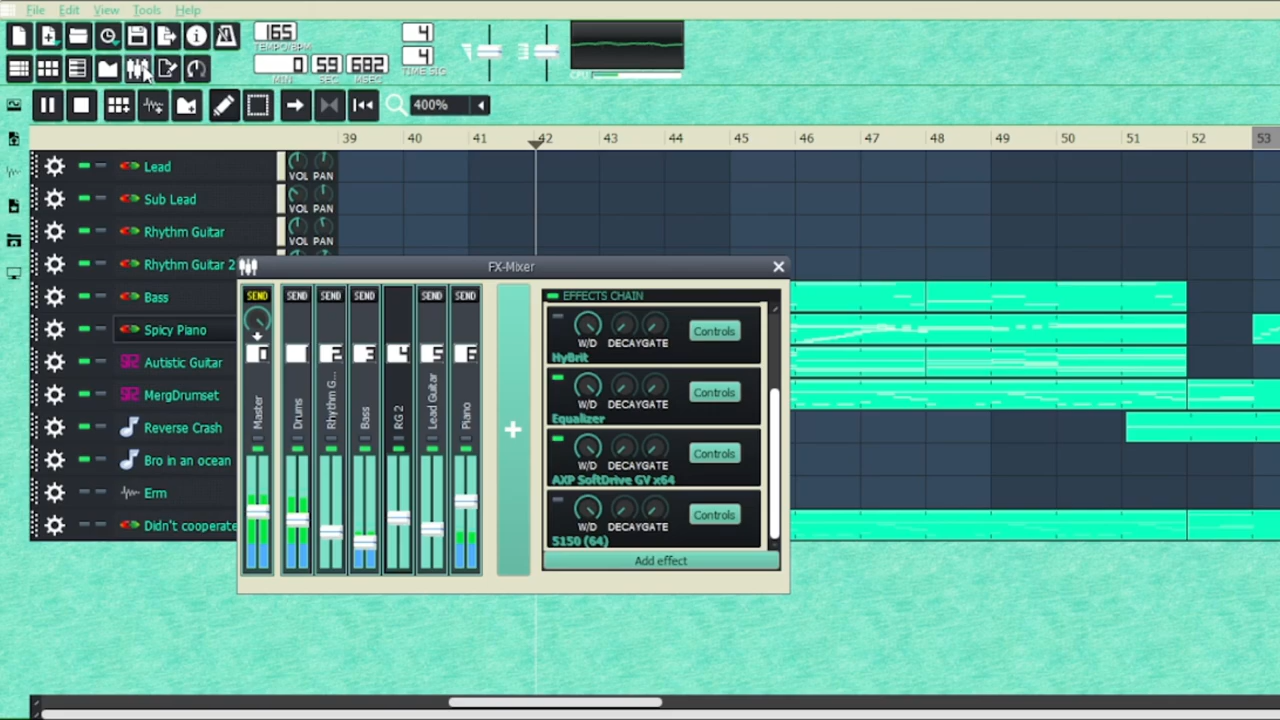 File Edit View Tools Help
165
TEMPO/BPM
4
0 59 682
MIN SEC MSEC
4
TIME SIG
CPU
400%
39 40 41 42 43 44 45 46 47 48 49 50 51 52 53
Lead
VOL PAN
Sub Lead
VOL PAN
Rhythm Guitar
VOL PAN
Rhythm Guitar 2
Bass
Spicy Piano
Autistic Guitar
MergDrumset
Reverse Crash
Bro in an ocean
Erm
Didn't cooperate
FX-Mixer
SEND SEND SEND SEND SEND SEND
0 2 3 4 5 6
Master
Drums
Rhythm G...
Bass
RG 2
Lead Guitar
Piano
EFFECTS CHAIN
W/D DECAY GATE
Controls
HyBrit
W/D DECAY GATE
Controls
Equalizer
W/D DECAY GATE
Controls
AXP SoftDrive GV x64
W/D DECAY GATE
Controls
S150 (64)
Add effect